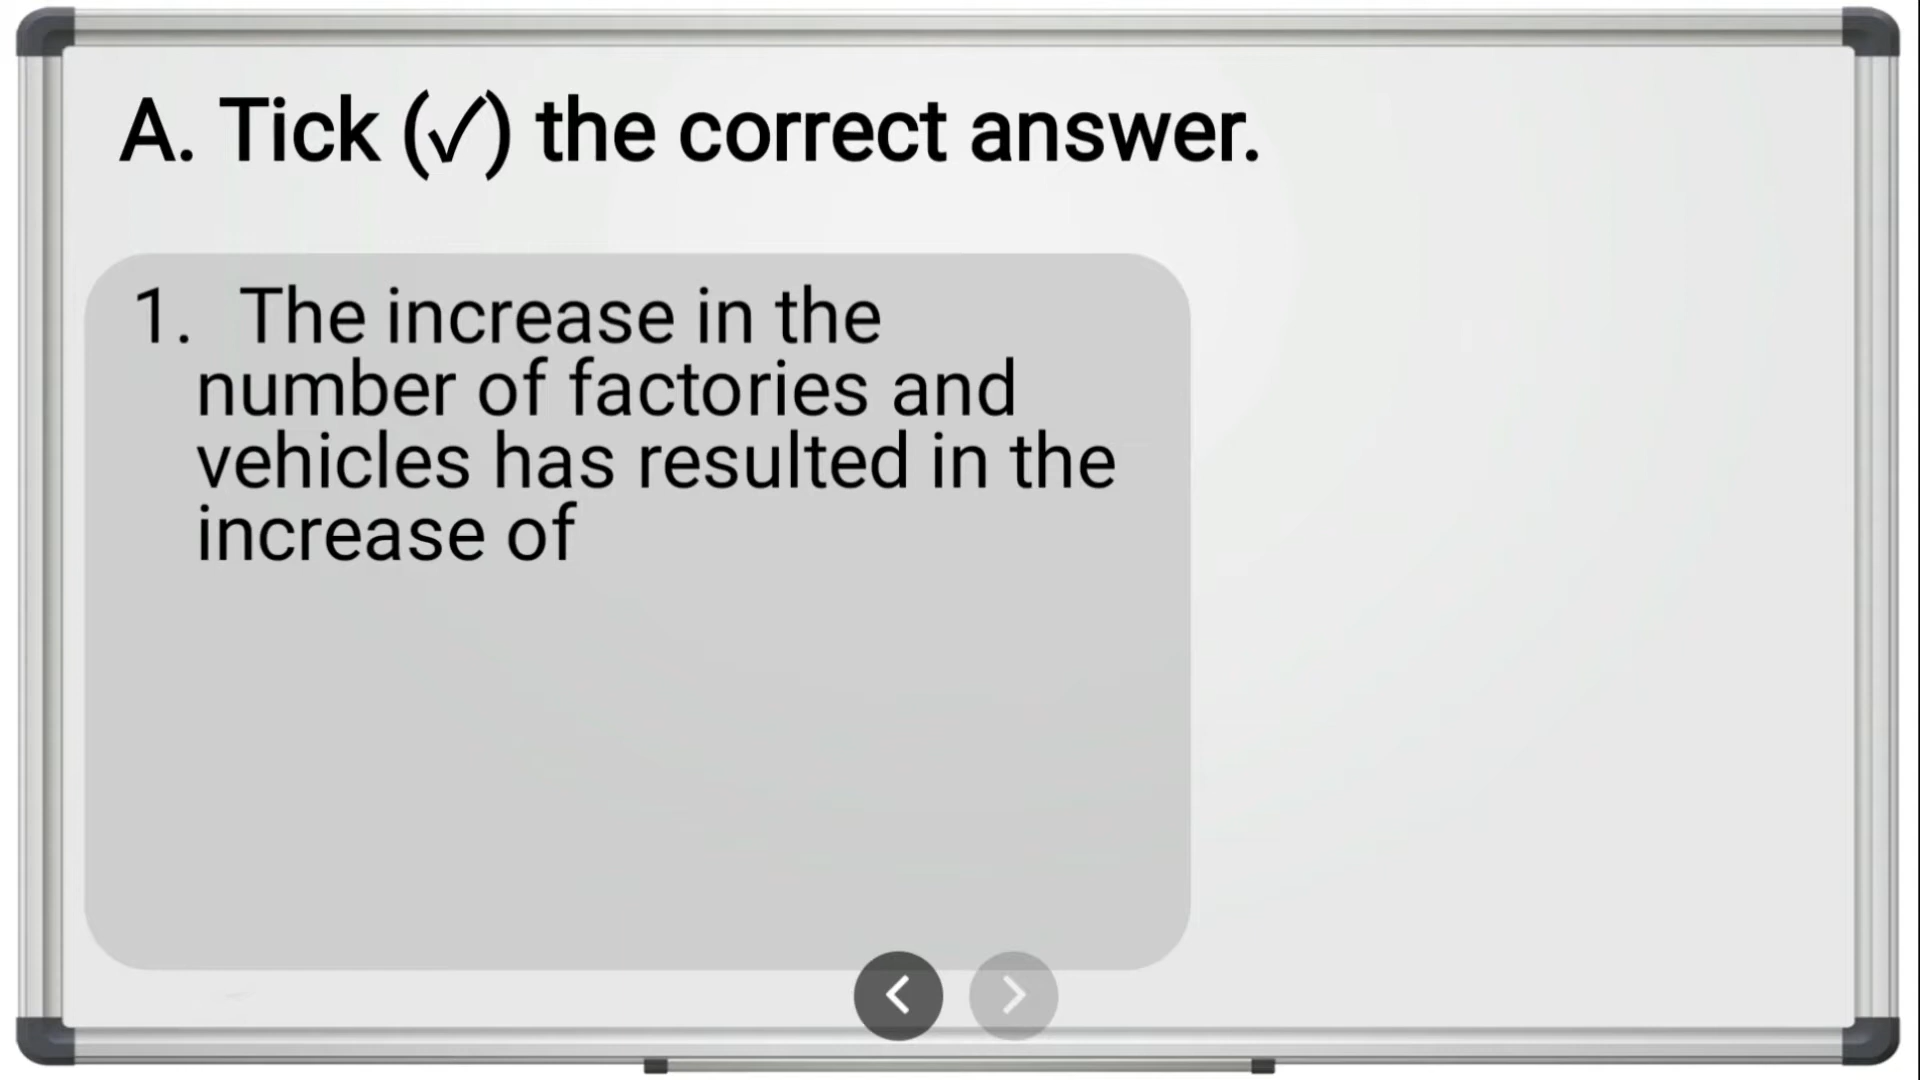 A. Tick (✓) the correct answer.
1. The increase in the
number of factories and
vehicles has resulted in the
increase of